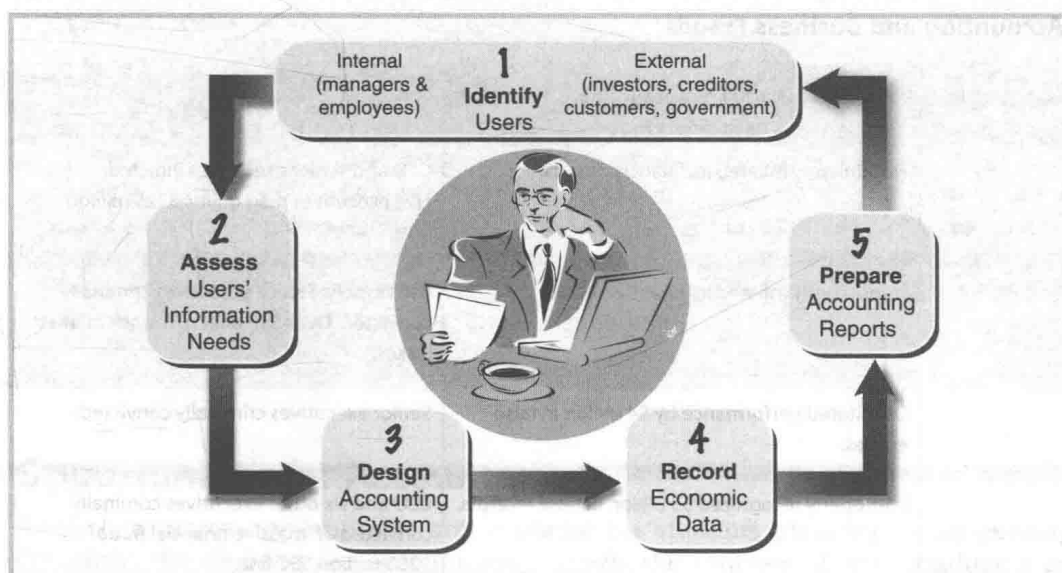 1
Identify
Users
Internal
(managers &
employees)
External
(investors, creditors,
customers, government)
2
Assess
Users'
Information
Needs
3
Design
Accounting
System
4
Record
Economic
Data
5
Prepare
Accounting
Reports